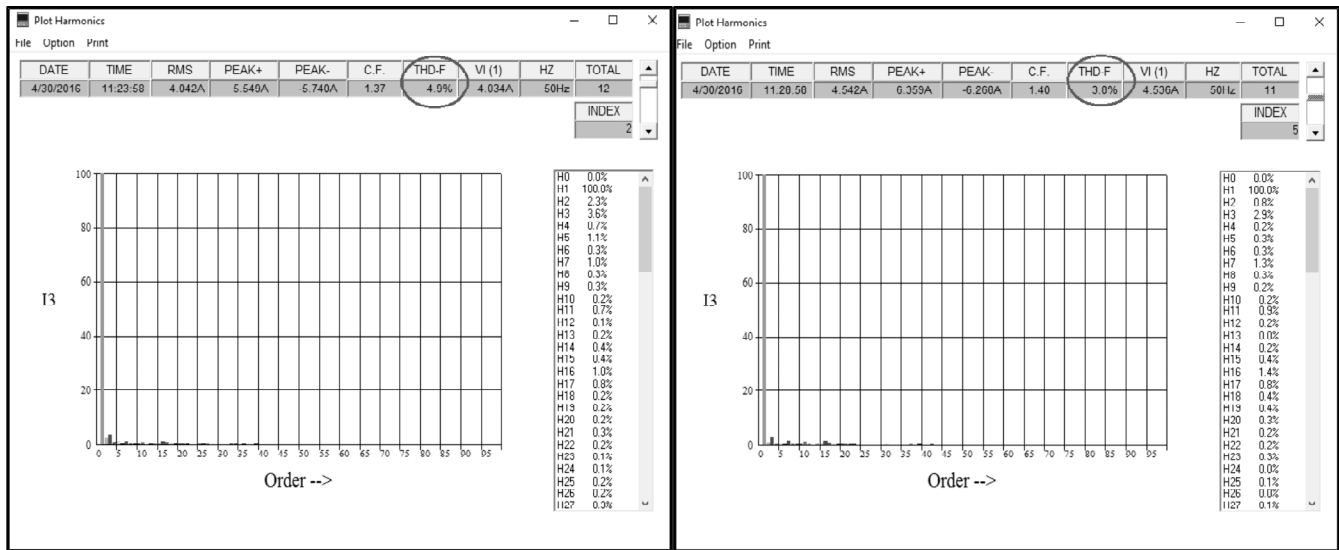 Plot Harmonics
File Option Print
DATE TIME RMS PEAK+ PEAK- C.F. THD-F VI (1) HZ TOTAL
4/30/2016 11:23:58 4.042A 5.549A -5.740A 1.37 4.9% 4.034A 50Hz 12
INDEX
2
I3
100
80
60
40
20
0
0 5 10 15 20 25 30 35 40 45 50 55 60 65 70 75 80 85 90 95
Order -->
H0 0.0%
H1 100.0%
H2 2.3%
H3 3.6%
H4 0.7%
H5 1.1%
H6 0.3%
H7 1.0%
H8 0.3%
H9 0.3%
H10 0.2%
H11 0.7%
H12 0.1%
H13 0.2%
H14 0.4%
H15 0.4%
H16 1.0%
H17 0.8%
H18 0.2%
H19 0.2%
H20 0.2%
H21 0.3%
H22 0.2%
H23 0.1%
H24 0.1%
H25 0.2%
H26 0.2%
H27 0.3%
Plot Harmonics
File Option Print
DATE TIME RMS PEAK+ PEAK- C.F. THD-F VI (1) HZ TOTAL
4/30/2016 4.542A 6.359A -6.260A 1.40 4.536A 50Hz 11
INDEX
5
I3
100
80
60
40
20
0
0 5 10 15 20 25 30 35 40 45 50 55 60 65 70 75 80 85 90 95
Order -->
H0 0.0%
H1 100.0%
H2 0.8%
H3 2.9%
H4 0.2%
H5 0.3%
H6 0.3%
H7 1.3%
H8 0.3%
H9 0.2%
H10 0.2%
H11 0.9%
H12 0.2%
H13 0.0%
H14 0.2%
H15 0.4%
H16 1.4%
H17 0.8%
H18 0.4%
H19 0.4%
H20 0.3%
H21 0.2%
H22 0.2%
H23 0.3%
H24 0.0%
H25 0.1%
H26 0.0%
H27 0.1%